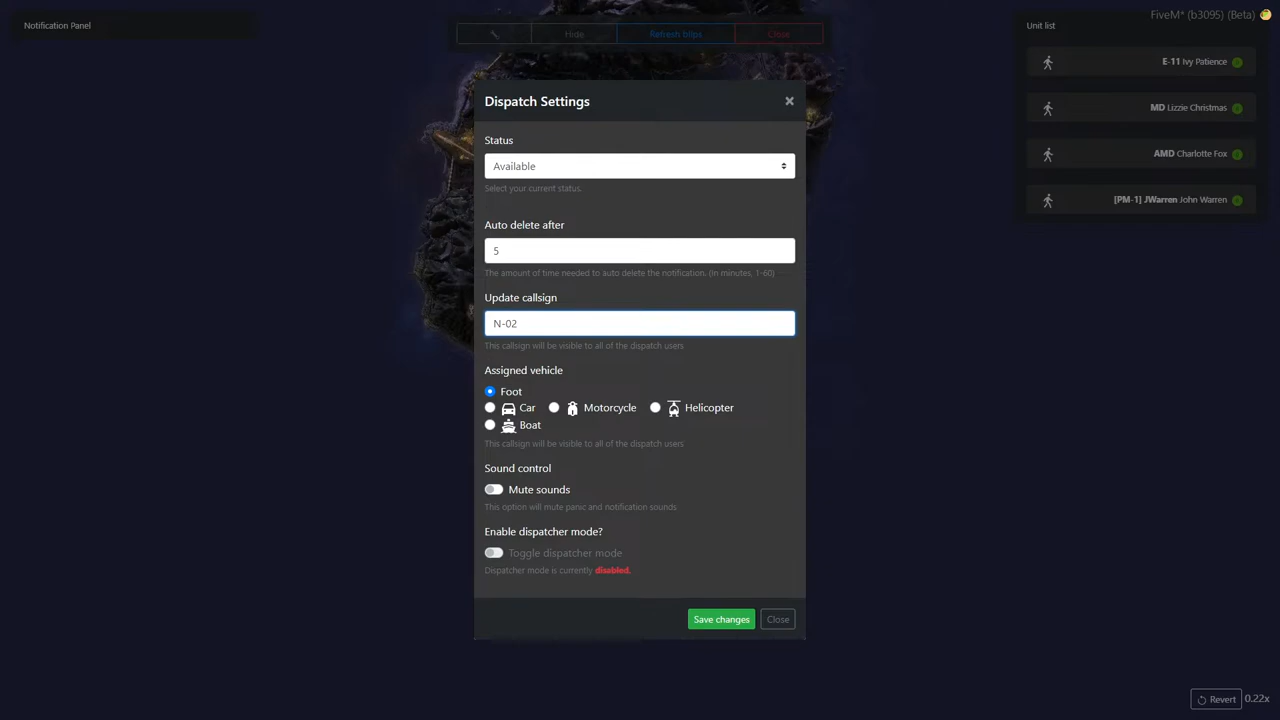 FiveM* (b3095) (Beta)
Notification Panel
Hide
Refresh blips
Close
Unit list
E-11 Ivy Patience
MD Lizzie Christmas
AMD Charlotte Fox
[PM-1] JWarren John Warren
Dispatch Settings
Status
Available
Select your current status.
Auto delete after
5
The amount of time needed to auto delete the notification. (In minutes, 1-60)
Update callsign
N-02
This callsign will be visible to all of the dispatch users
Assigned vehicle
Foot
Car Motorcycle Helicopter
Boat
This callsign will be visible to all of the dispatch users
Sound control
Mute sounds
This option will mute panic and notification sounds
Enable dispatcher mode?
Toggle dispatcher mode
Dispatcher mode is currently disabled.
Save changes
Close
Revert 0.22x